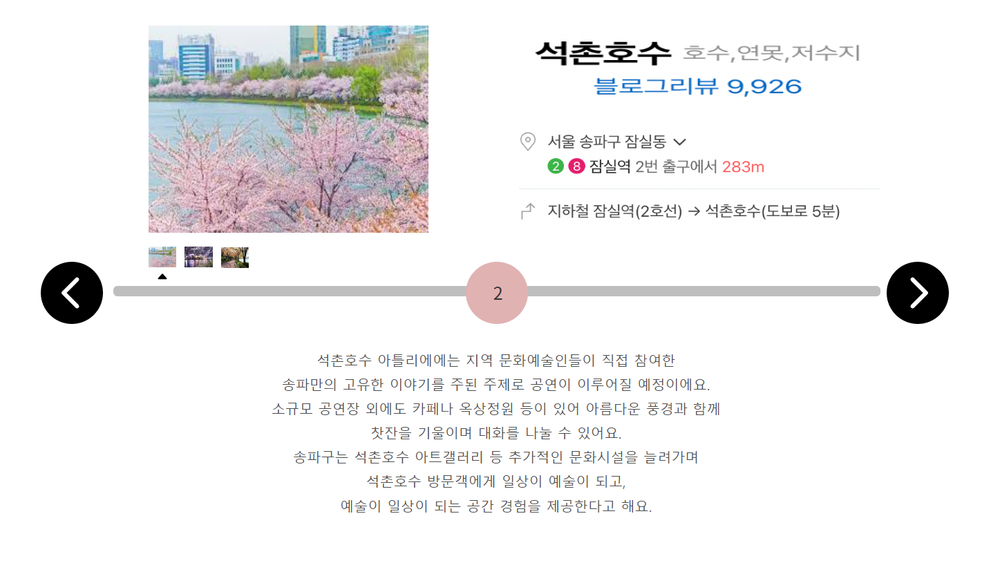 석촌호수 호수,연못,저수지
블로그리뷰 9,926
서울 송파구 잠실동
2 8 잠실역 2번 출구에서 283m
지하철 잠실역(2호선) → 석촌호수(도보로 5분)
2
석촌호수 아틀리에에는 지역 문화예술인들이 직접 참여한
송파만의 고유한 이야기를 주된 주제로 공연이 이루어질 예정이에요.
소규모 공연장 외에도 카페나 옥상정원 등이 있어 아름다운 풍경과 함께
찻잔을 기울이며 대화를 나눌 수 있어요.
송파구는 석촌호수 아트갤러리 등 추가적인 문화시설을 늘려가며
석촌호수 방문객에게 일상이 예술이 되고,
예술이 일상이 되는 공간 경험을 제공한다고 해요.